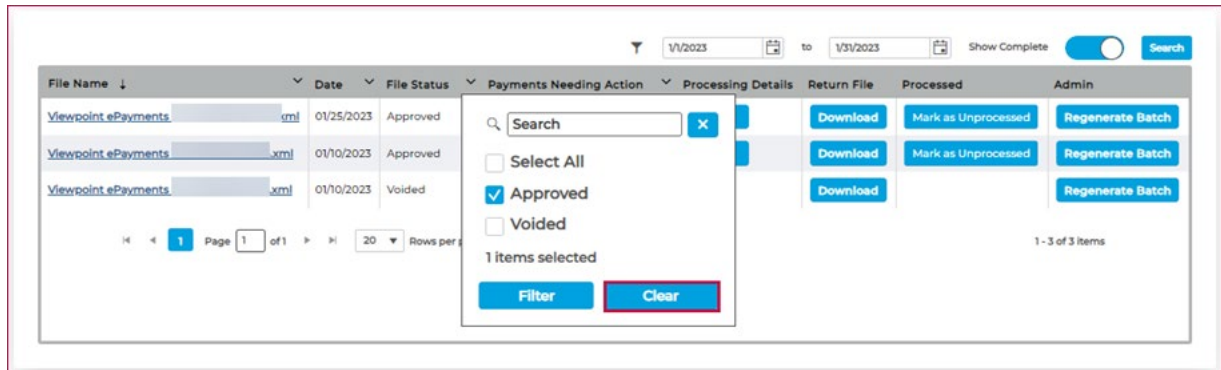 1/1/2023 to 1/31/2023 Show Complete Search
File Name ↓ Date File Status Payments Needing Action Processing Details Return File Processed Admin
Viewpoint ePayments .xml 01/25/2023 Approved Download Mark as Unprocessed Regenerate Batch
Viewpoint ePayments .xml 01/10/2023 Approved Download Mark as Unprocessed Regenerate Batch
Viewpoint ePayments .xml 01/10/2023 Voided Download Regenerate Batch
Search
Select All
Approved
Voided
1 items selected
Filter Clear
1 Page 1 of 1 20 Rows per 1 - 3 of 3 items